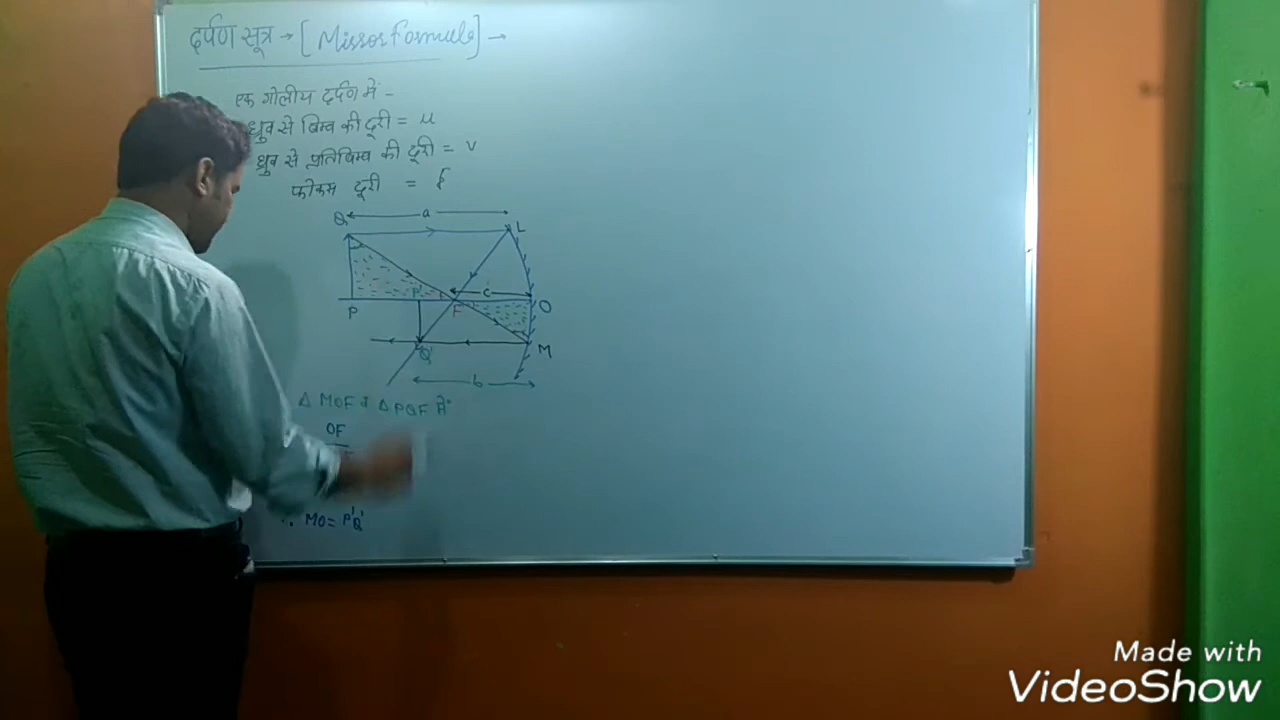 दर्पण सूत्र → [Mirror Formula] →
एक गोलीय दर्पण में -
ध्रुव से बिम्ब की दूरी = u
ध्रुव से प्रतिबिम्ब की दूरी = v
फोकस दूरी = f
a
Q L
c
P P' F O
Q' M
b
Δ MOF व Δ PQF में
OF
∵ MO = P'Q'
Made with
VideoShow